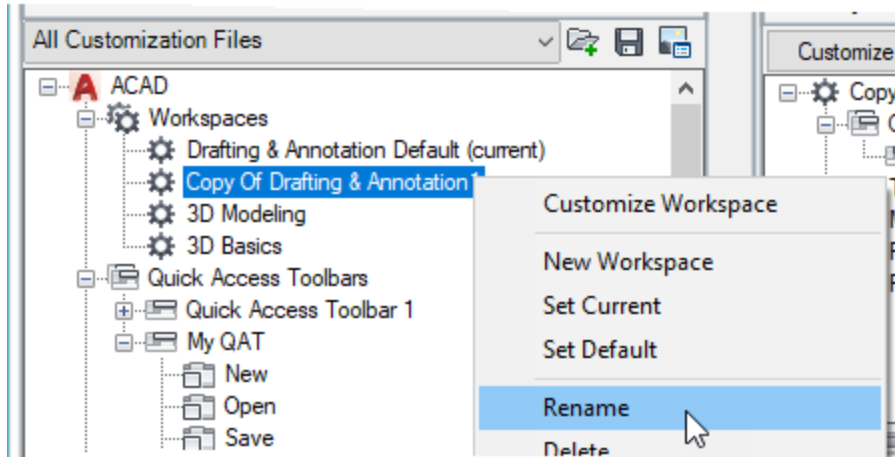 All Customization Files
ACAD
Workspaces
Drafting & Annotation Default (current)
Copy Of Drafting & Annotation
3D Modeling
3D Basics
Quick Access Toolbars
Quick Access Toolbar 1
My QAT
New
Open
Save
Customize Workspace
New Workspace
Set Current
Set Default
Rename
Delete
Customize
Copy